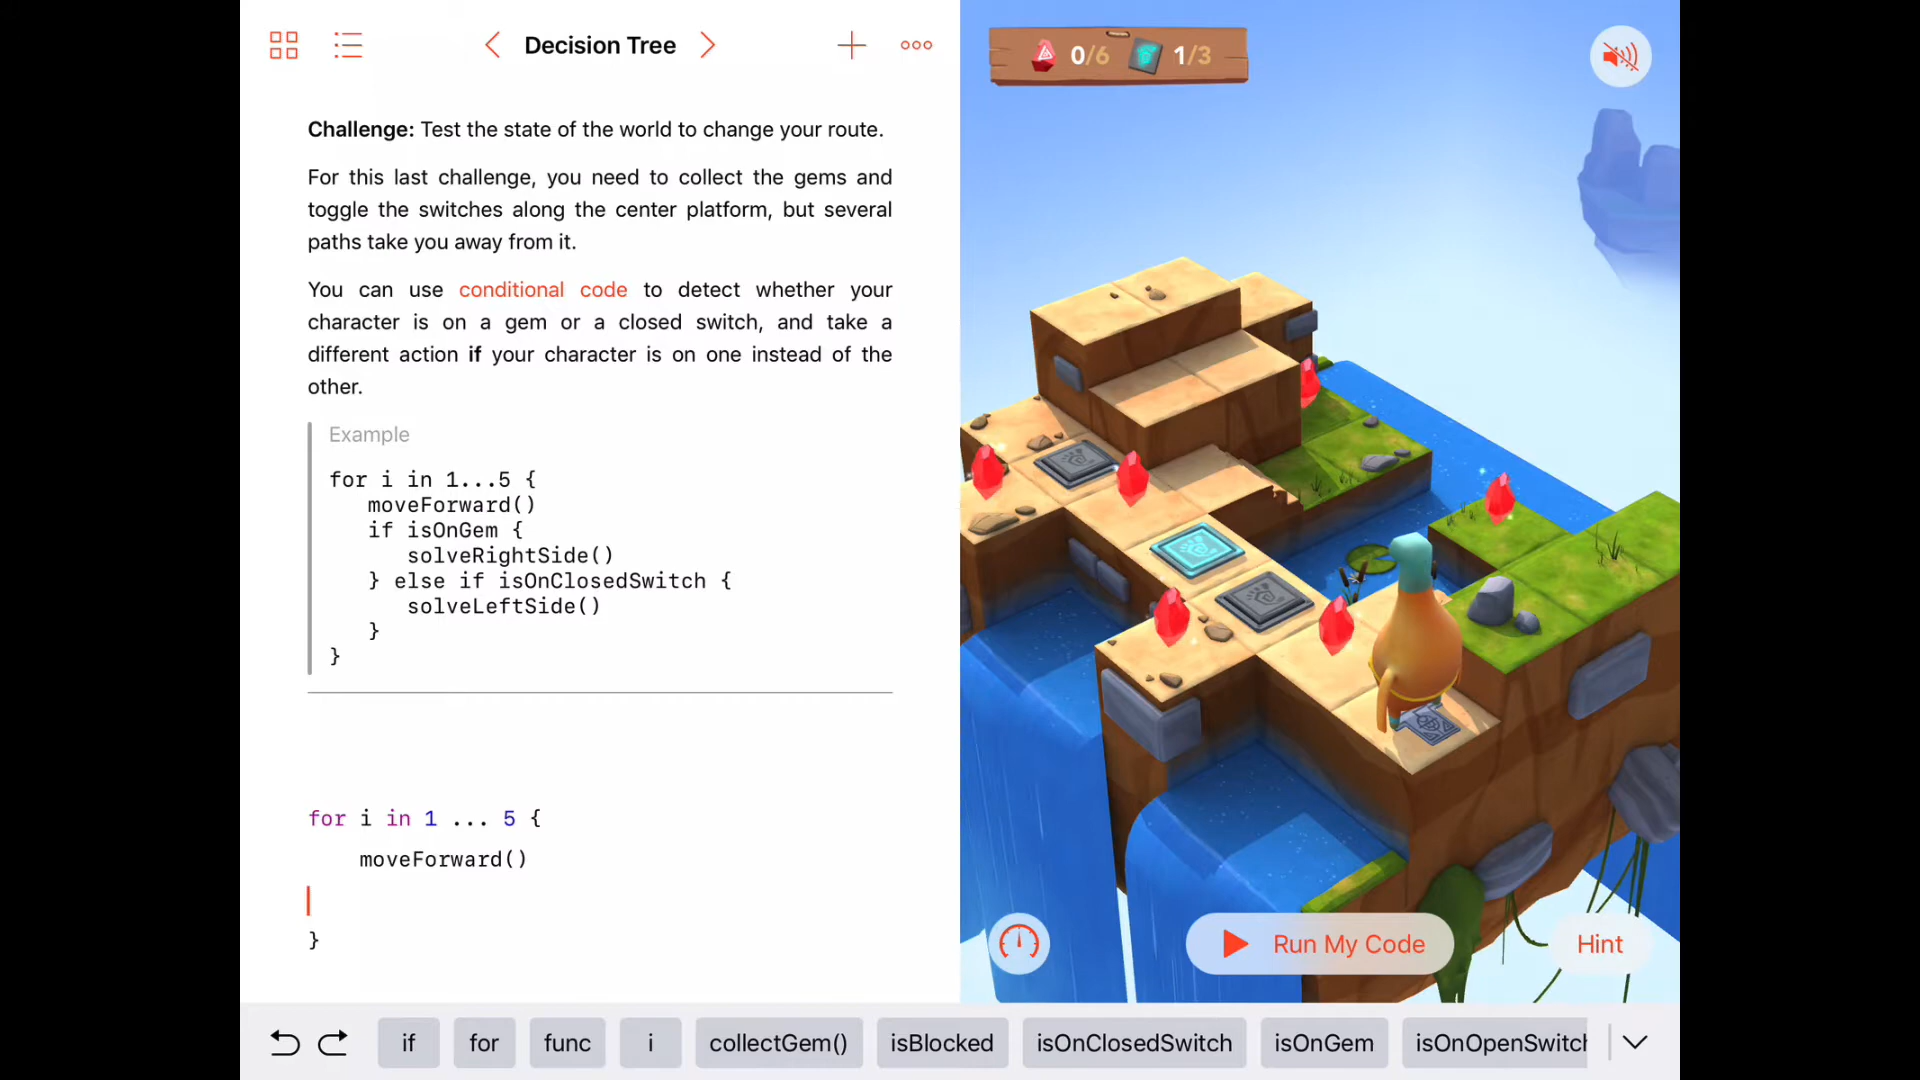 Decision Tree
0/6 1/3
Challenge: Test the state of the world to change your route.
For this last challenge, you need to collect the gems and
toggle the switches along the center platform, but several
paths take you away from it.
You can use conditional code to detect whether your
character is on a gem or a closed switch, and take a
different action if your character is on one instead of the
other.
Example
for i in 1...5 {
moveForward()
if isOnGem {
solveRightSide()
} else if isOnClosedSwitch {
solveLeftSide()
}
}
for i in 1 ... 5 {
moveForward()
}
Run My Code
Hint
if for func i collectGem() isBlocked isOnClosedSwitch isOnGem isOnOpenSwitch